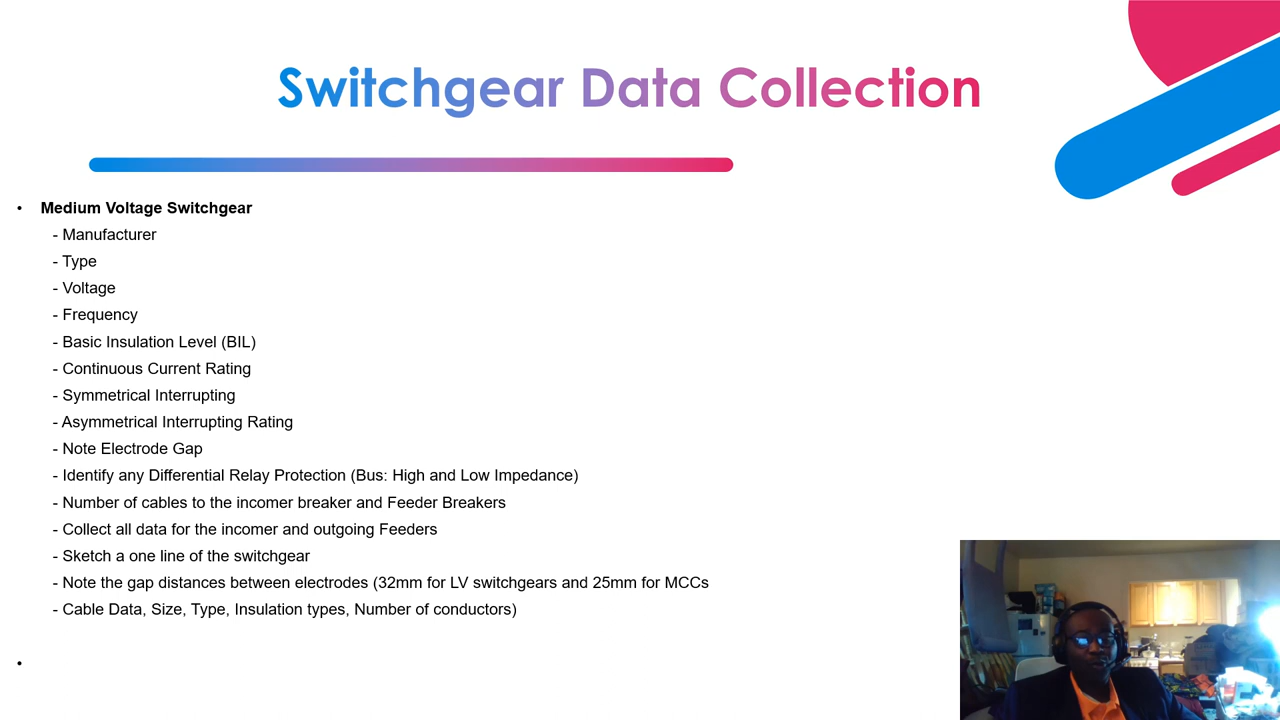 Switchgear Data Collection
• Medium Voltage Switchgear
- Manufacturer
- Type
- Voltage
- Frequency
- Basic Insulation Level (BIL)
- Continuous Current Rating
- Symmetrical Interrupting
- Asymmetrical Interrupting Rating
- Note Electrode Gap
- Identify any Differential Relay Protection (Bus: High and Low Impedance)
- Number of cables to the incomer breaker and Feeder Breakers
- Collect all data for the incomer and outgoing Feeders
- Sketch a one line of the switchgear
- Note the gap distances between electrodes (32mm for LV switchgears and 25mm for MCCs
- Cable Data, Size, Type, Insulation types, Number of conductors)
•